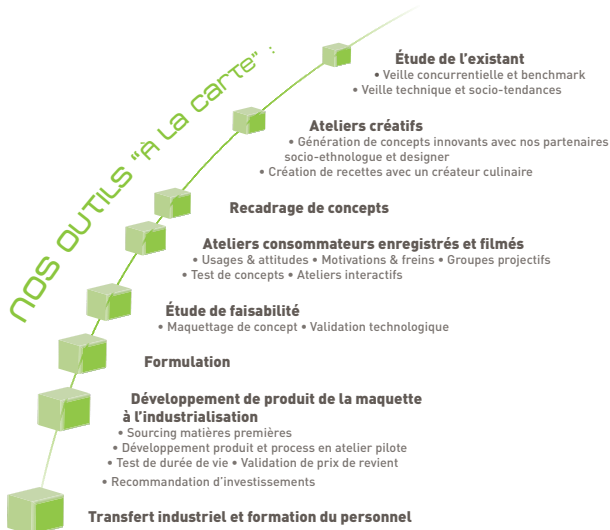 nos outils "à la carte" :
Étude de l'existant
• Veille concurrentielle et benchmark
• Veille technique et socio-tendances
Ateliers créatifs
• Génération de concepts innovants avec nos partenaires
socio-ethnologue et designer
• Création de recettes avec un créateur culinaire
Recadrage de concepts
Ateliers consommateurs enregistrés et filmés
• Usages & attitudes • Motivations & freins • Groupes projectifs
• Test de concepts • Ateliers interactifs
Étude de faisabilité
• Maquettage de concept • Validation technologique
Formulation
Développement de produit de la maquette
à l'industrialisation
• Sourcing matières premières
• Développement produit et process en atelier pilote
• Test de durée de vie • Validation de prix de revient
• Recommandation d'investissements
Transfert industriel et formation du personnel